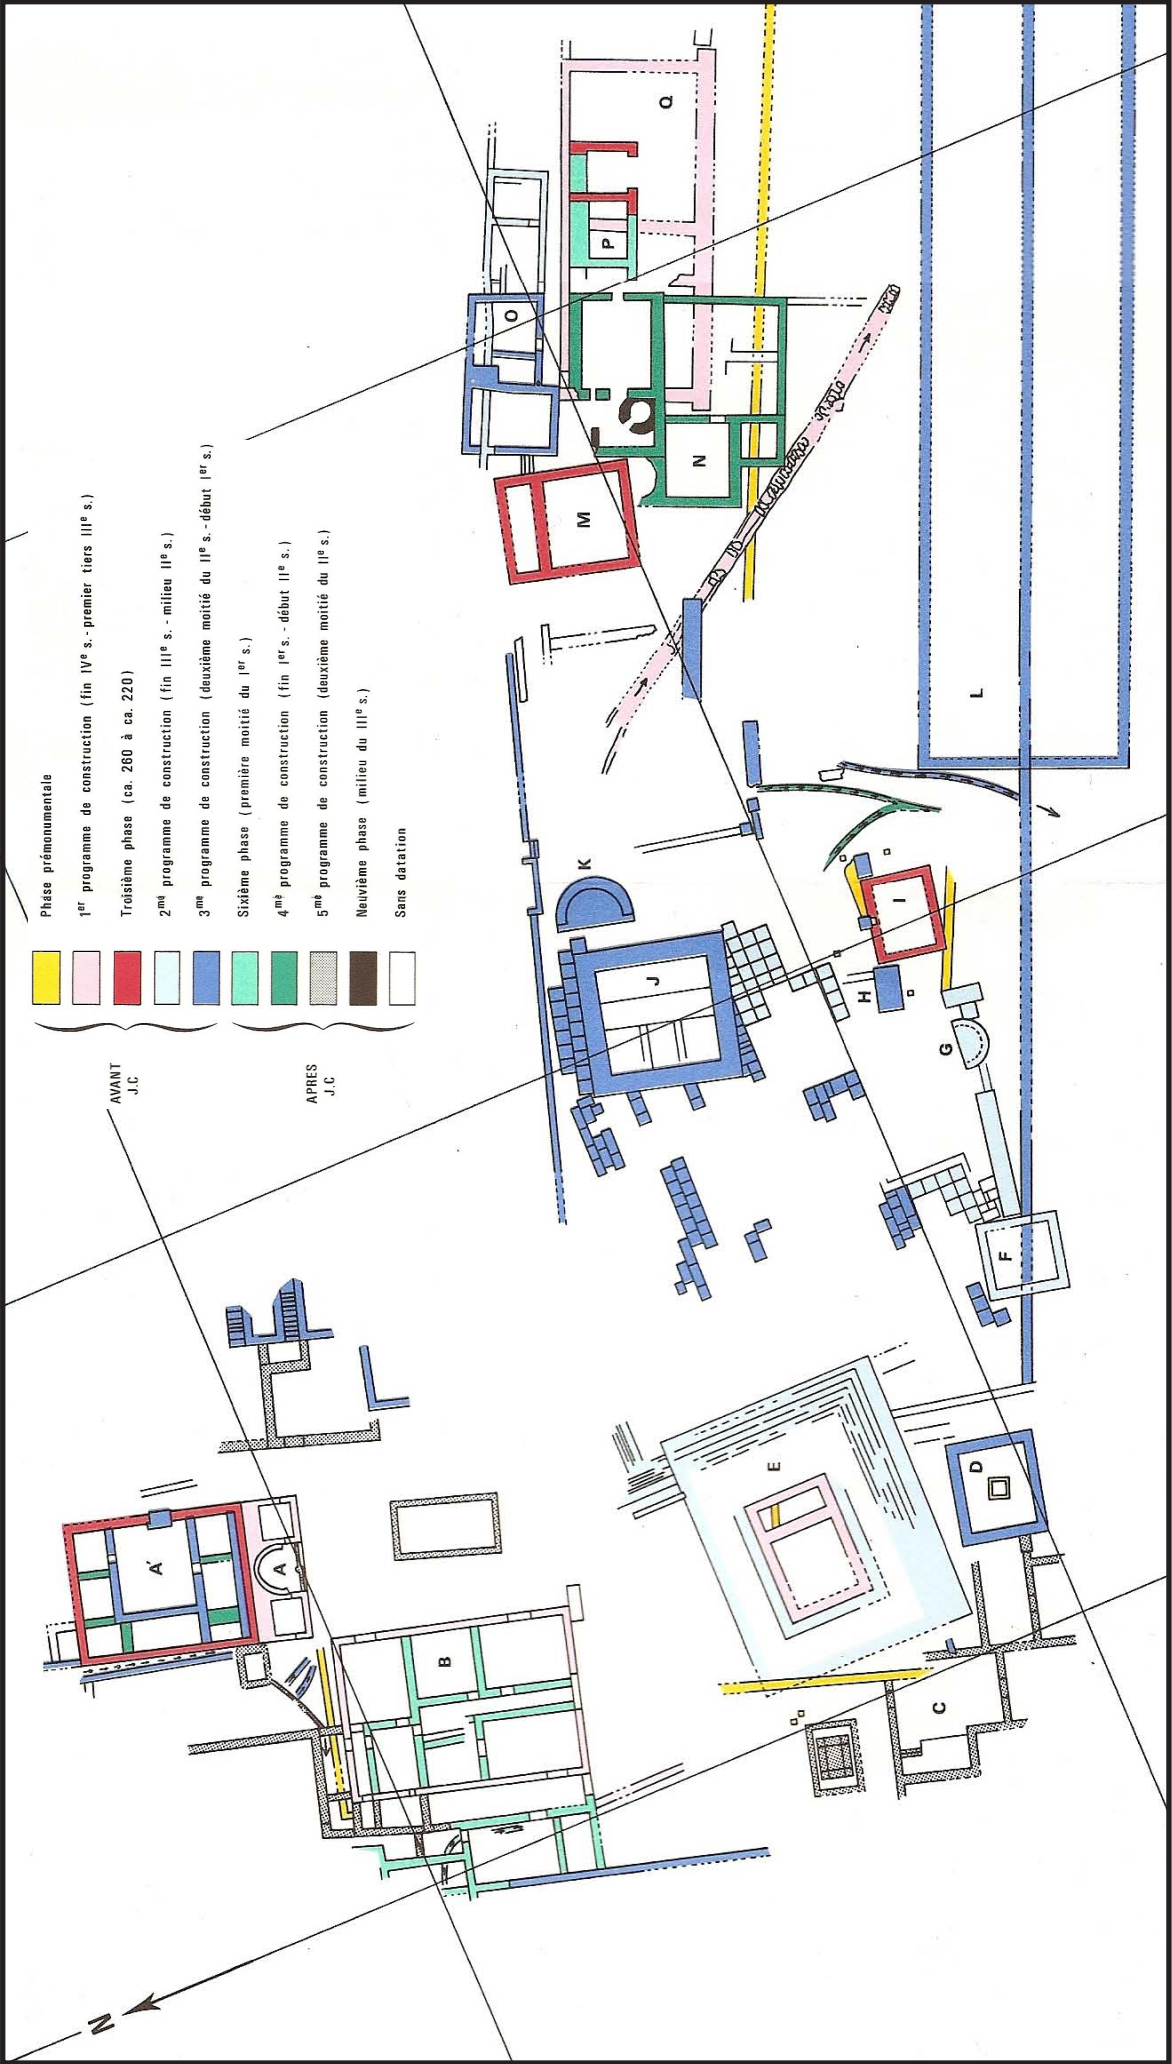 Phase prémonumentale
1er programme de construction (fin IVe s. - premier tiers IIIe s.)
Troisième phase (ca. 260 à ca. 220)
2me programme de construction (fin IIIe s. - milieu IIe s.)
3me programme de construction (deuxième moitié du IIe s. - début Ier s.)
Sixième phase (première moitié du Ier s.)
4me programme de construction (fin Ier s. - début IIe s.)
5me programme de construction (deuxième moitié du IIe s.)
Neuvième phase (milieu du IIIe s.)
Sans datation
AVANT
J.C
APRES
J.C
N
A'
A
B
C
D
E
F
G
H
I
J
K
L
M
N
O
P
Q